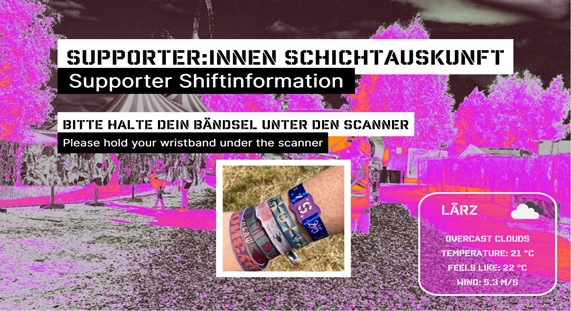 SUPPORTER:INNEN SCHICHTAUSKUNFT
Supporter Shiftinformation
BITTE HALTE DEIN BÄNDSEL UNTER DEN SCANNER
Please hold your wristband under the scanner
LÄRZ
OVERCAST CLOUDS
TEMPERATURE: 21 °C
FEELS LIKE: 22 °C
WIND: 5.3 M/S